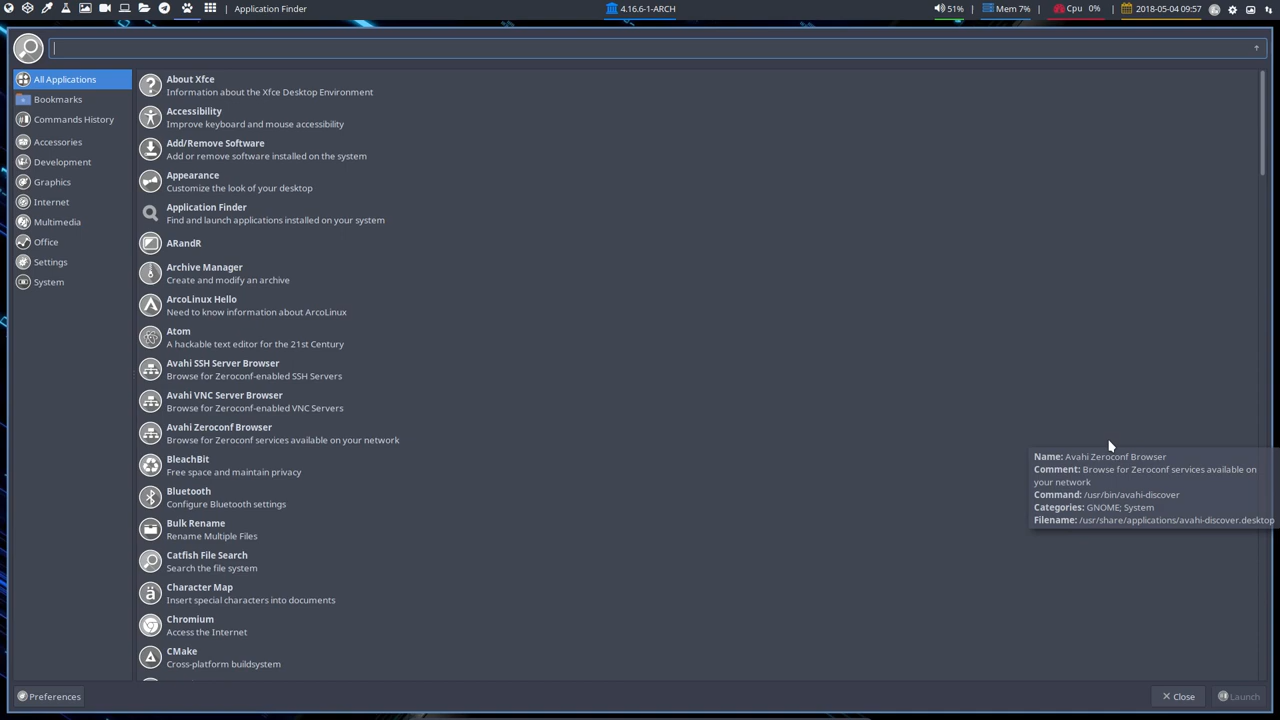 Application Finder
4.16.6-1-ARCH
51%
Mem 7%
Cpu 0%
2018-05-04 09:57
All Applications
Bookmarks
Commands History
Accessories
Development
Graphics
Internet
Multimedia
Office
Settings
System
About Xfce
Information about the Xfce Desktop Environment
Accessibility
Improve keyboard and mouse accessibility
Add/Remove Software
Add or remove software installed on the system
Appearance
Customize the look of your desktop
Application Finder
Find and launch applications installed on your system
ARandR
Archive Manager
Create and modify an archive
ArcoLinux Hello
Need to know information about ArcoLinux
Atom
A hackable text editor for the 21st Century
Avahi SSH Server Browser
Browse for Zeroconf-enabled SSH Servers
Avahi VNC Server Browser
Browse for Zeroconf-enabled VNC Servers
Avahi Zeroconf Browser
Browse for Zeroconf services available on your network
BleachBit
Free space and maintain privacy
Bluetooth
Configure Bluetooth settings
Bulk Rename
Rename Multiple Files
Catfish File Search
Search the file system
Character Map
Insert special characters into documents
Chromium
Access the Internet
CMake
Cross-platform buildsystem
Name: Avahi Zeroconf Browser
Comment: Browse for Zeroconf services available on
your network
Command: /usr/bin/avahi-discover
Categories: GNOME; System
Filename: /usr/share/applications/avahi-discover.desktop
Preferences
Close
Launch